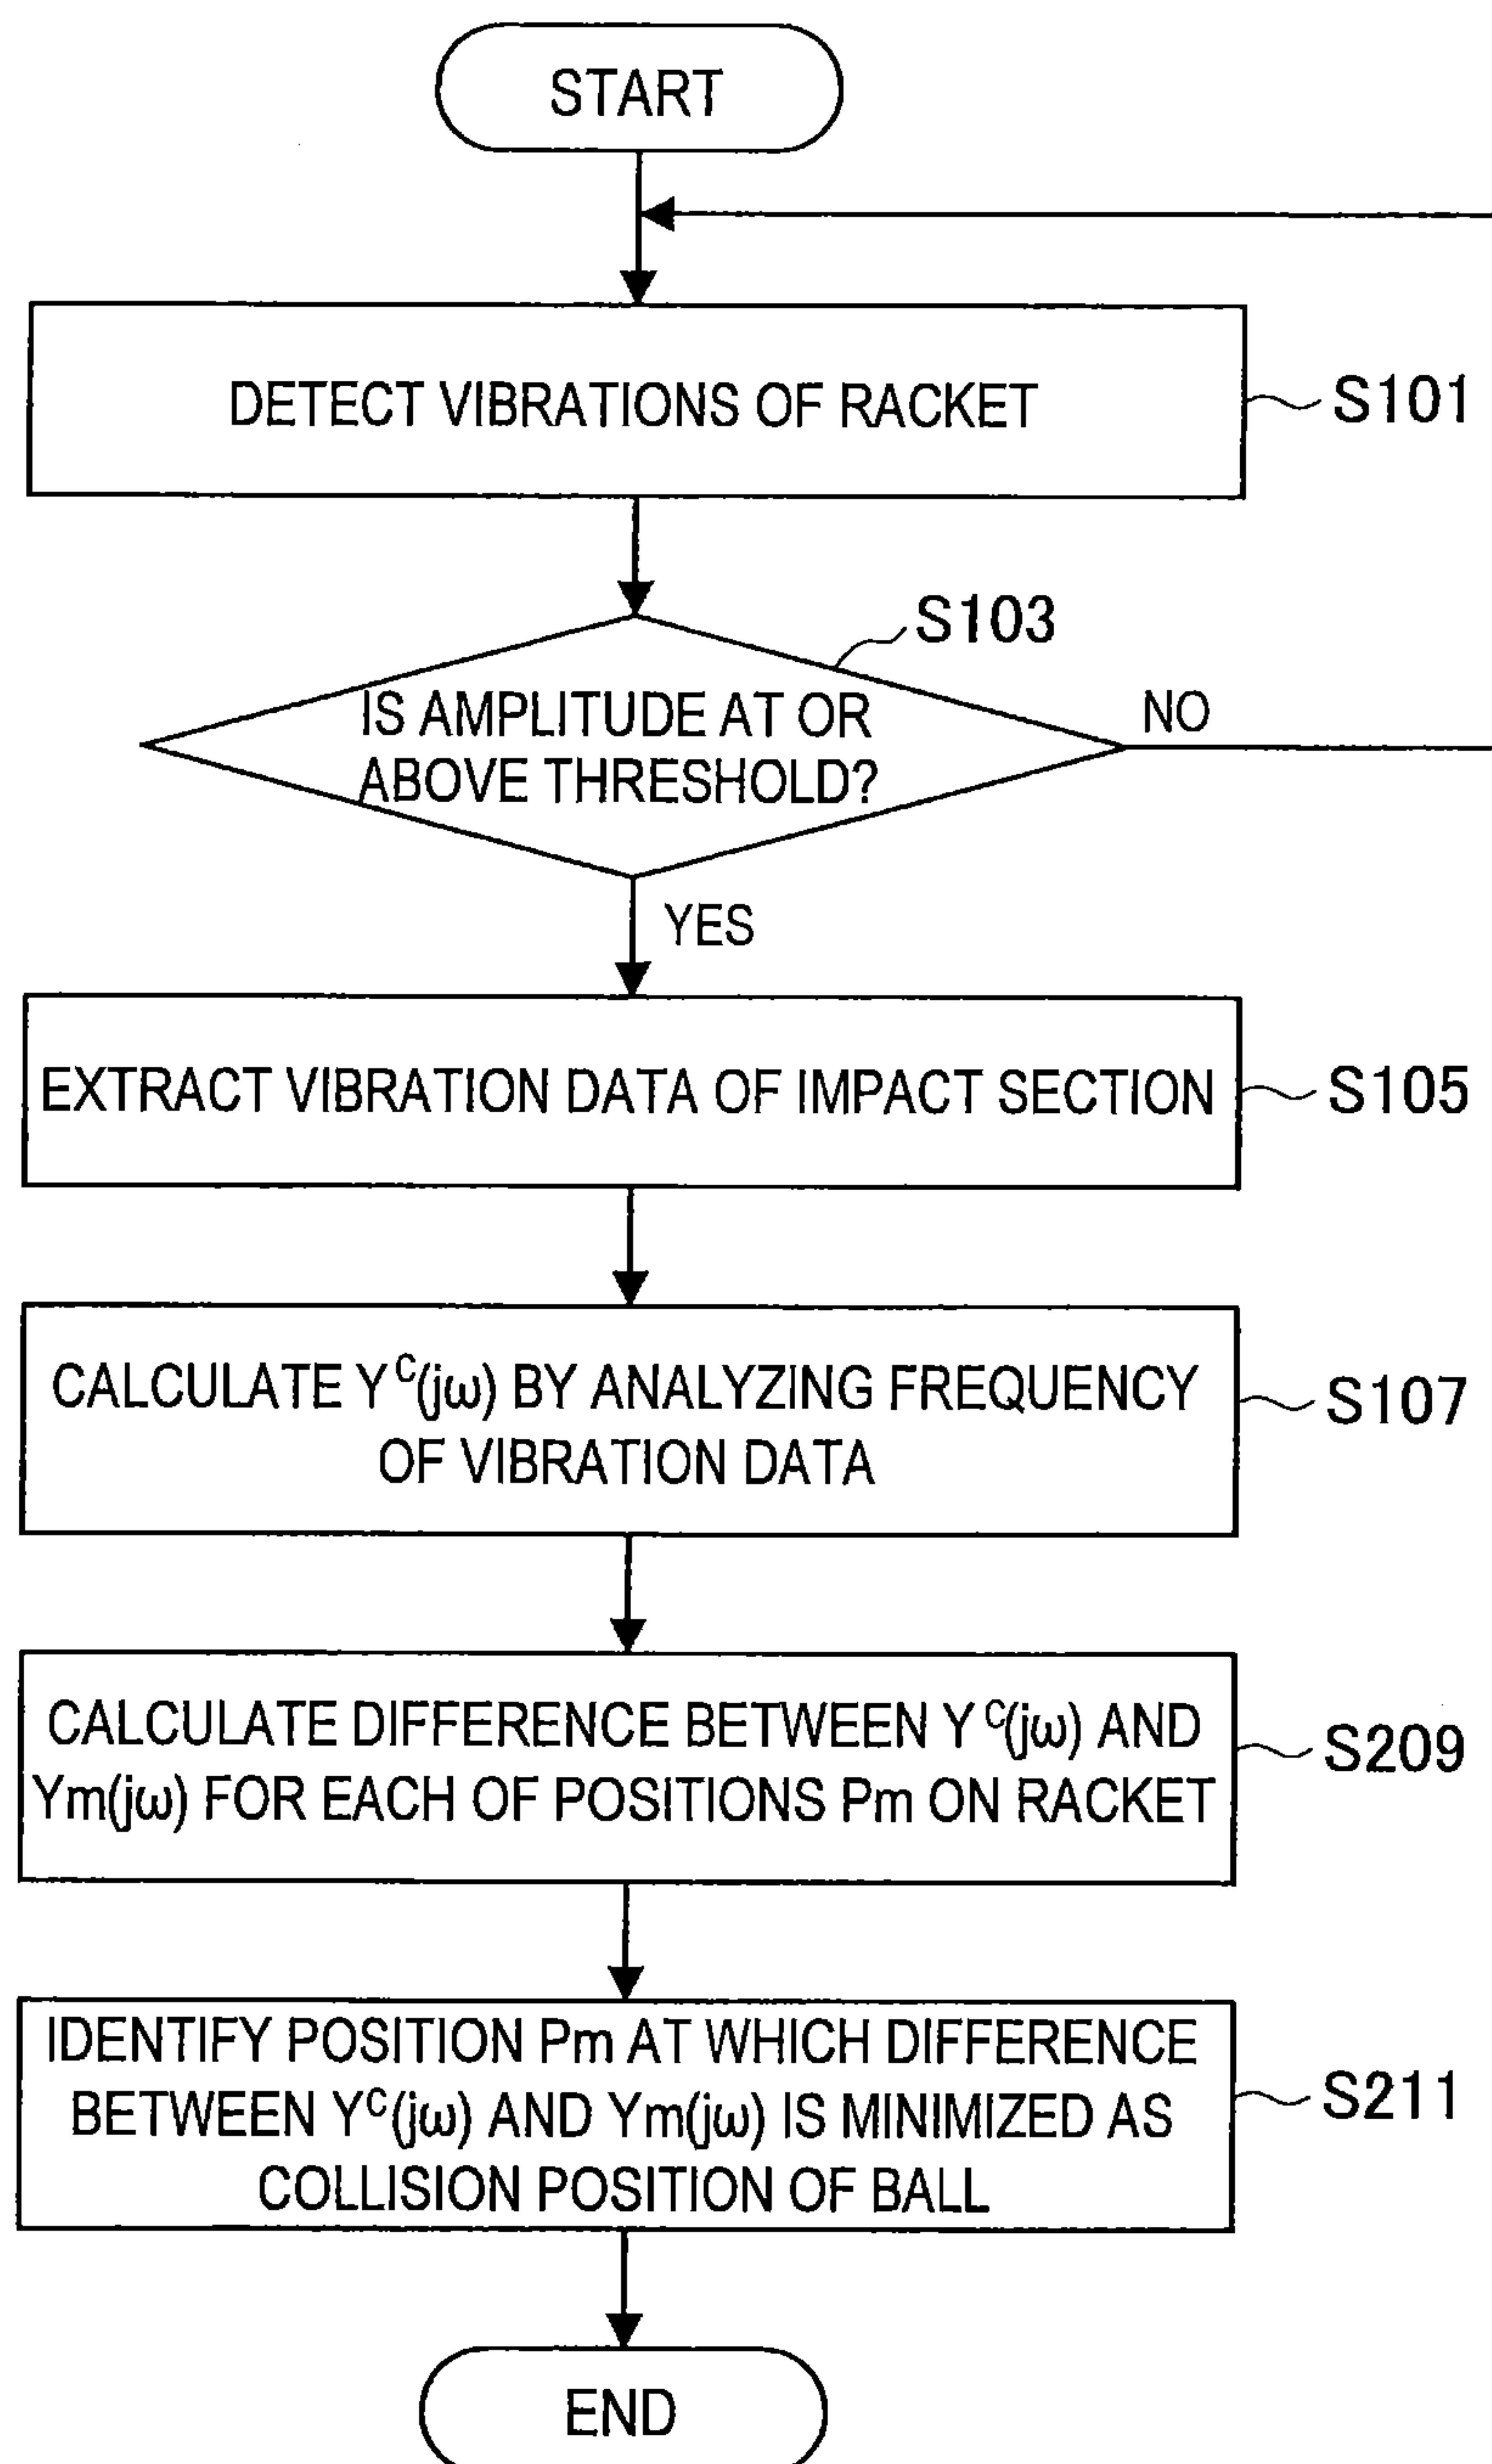 START
DETECT VIBRATIONS OF RACKET
S101
S103
IS AMPLITUDE AT OR
ABOVE THRESHOLD?
NO
YES
EXTRACT VIBRATION DATA OF IMPACT SECTION
S105
CALCULATE Y^C(jω) BY ANALYZING FREQUENCY
OF VIBRATION DATA
S107
CALCULATE DIFFERENCE BETWEEN Y^C(jω) AND
Ym(jω) FOR EACH OF POSITIONS Pm ON RACKET
S209
IDENTIFY POSITION Pm AT WHICH DIFFERENCE
BETWEEN Y^C(jω) AND Ym(jω) IS MINIMIZED AS
COLLISION POSITION OF BALL
S211
END